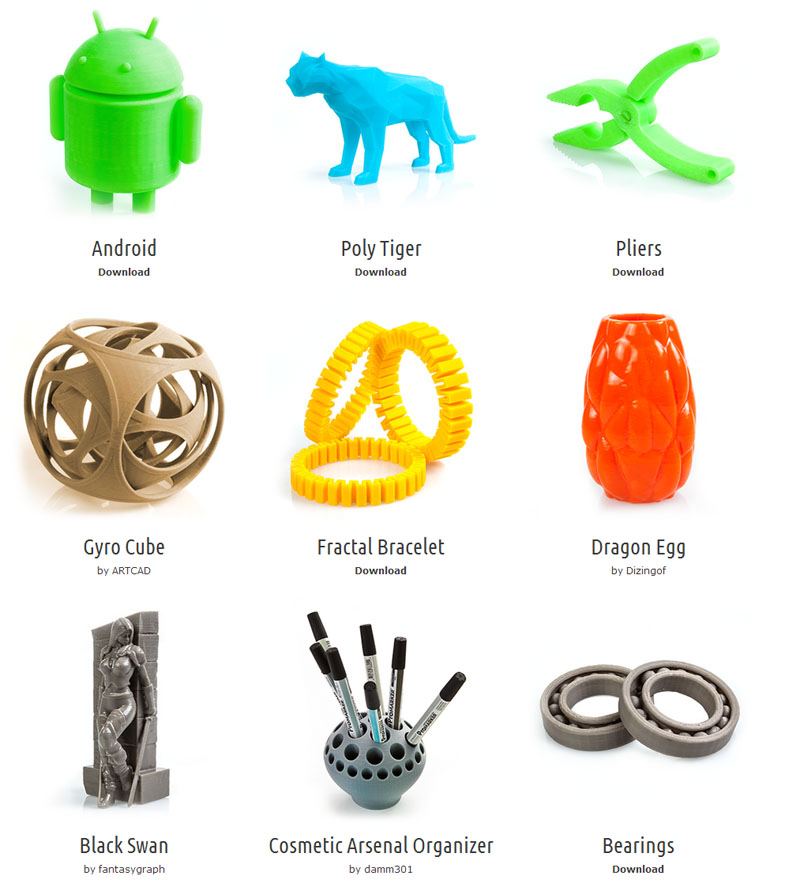 Android
Download
Poly Tiger
Download
Pliers
Download
Gyro Cube
by ARTCAD
Fractal Bracelet
Download
Dragon Egg
by Dizingof
Black Swan
by fantasygraph
Cosmetic Arsenal Organizer
by damm301
Bearings
Download